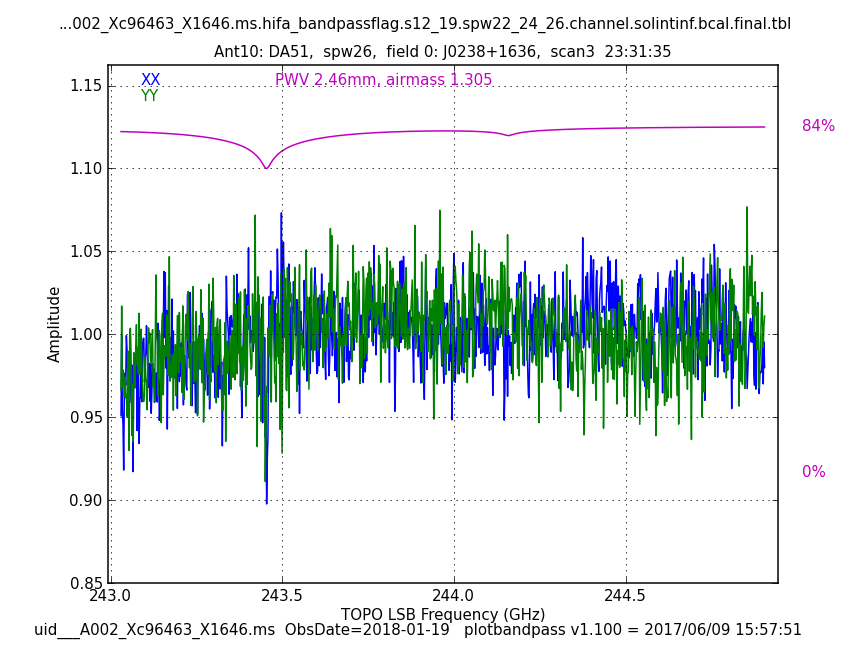 ...002_Xc96463_X1646.ms.hifa_bandpassflag.s12_19.spw22_24_26.channel.solintinf.bcal.final.tbl
Ant10: DA51, spw26, field 0: J0238+1636, scan3 23:31:35
XX
YY
PWV 2.46mm, airmass 1.305
84%
0%
1.15
1.10
1.05
1.00
0.95
0.90
0.85
Amplitude
243.0 243.5 244.0 244.5
TOPO LSB Frequency (GHz)
uid___A002_Xc96463_X1646.ms ObsDate=2018-01-19 plotbandpass v1.100 = 2017/06/09 15:57:51